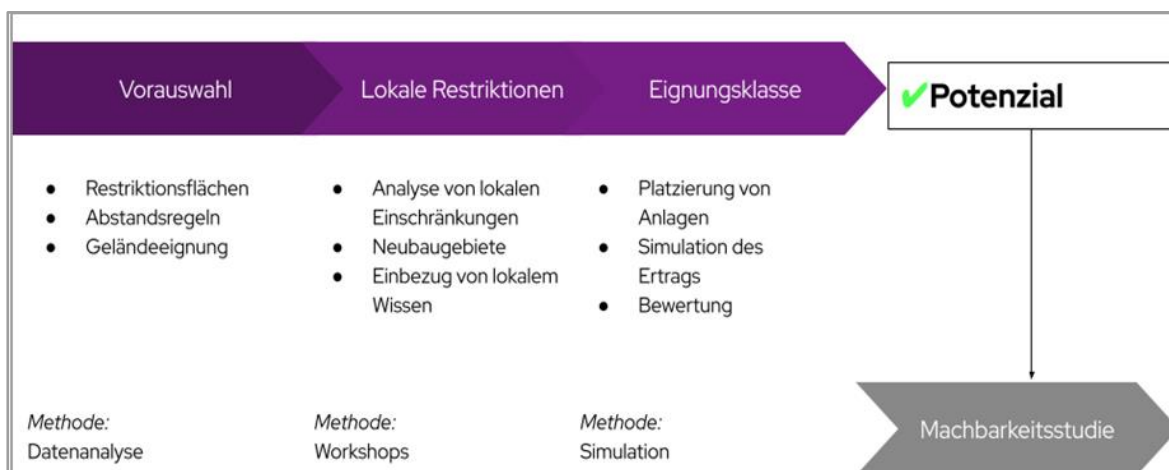 Vorauswahl
Lokale Restriktionen
Eignungsklasse
✔Potenzial
● Restriktionsflächen
● Abstandsregeln
● Geländeeignung
● Analyse von lokalen
Einschränkungen
● Neubaugebiete
● Einbezug von lokalem
Wissen
● Platzierung von
Anlagen
● Simulation des
Ertrags
● Bewertung
Methode:
Datenanalyse
Methode:
Workshops
Methode:
Simulation
Machbarkeitsstudie